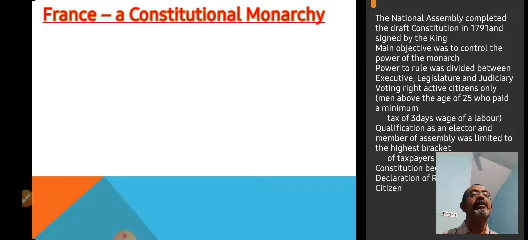 France – a Constitutional Monarchy
The National Assembly completed
the draft Constitution in 1791and
signed by the King
Main objective was to control the
power of the monarch
Power to rule was divided between
Executive, Legislature and Judiciary
Voting right active citizens only
(men above the age of 25 who paid
a minimum
tax of 3days wage of a labour)
Qualification as an elector and
member of assembly was limited to
the highest bracket
of taxpayers
Constitution
Declaration of
Citizen